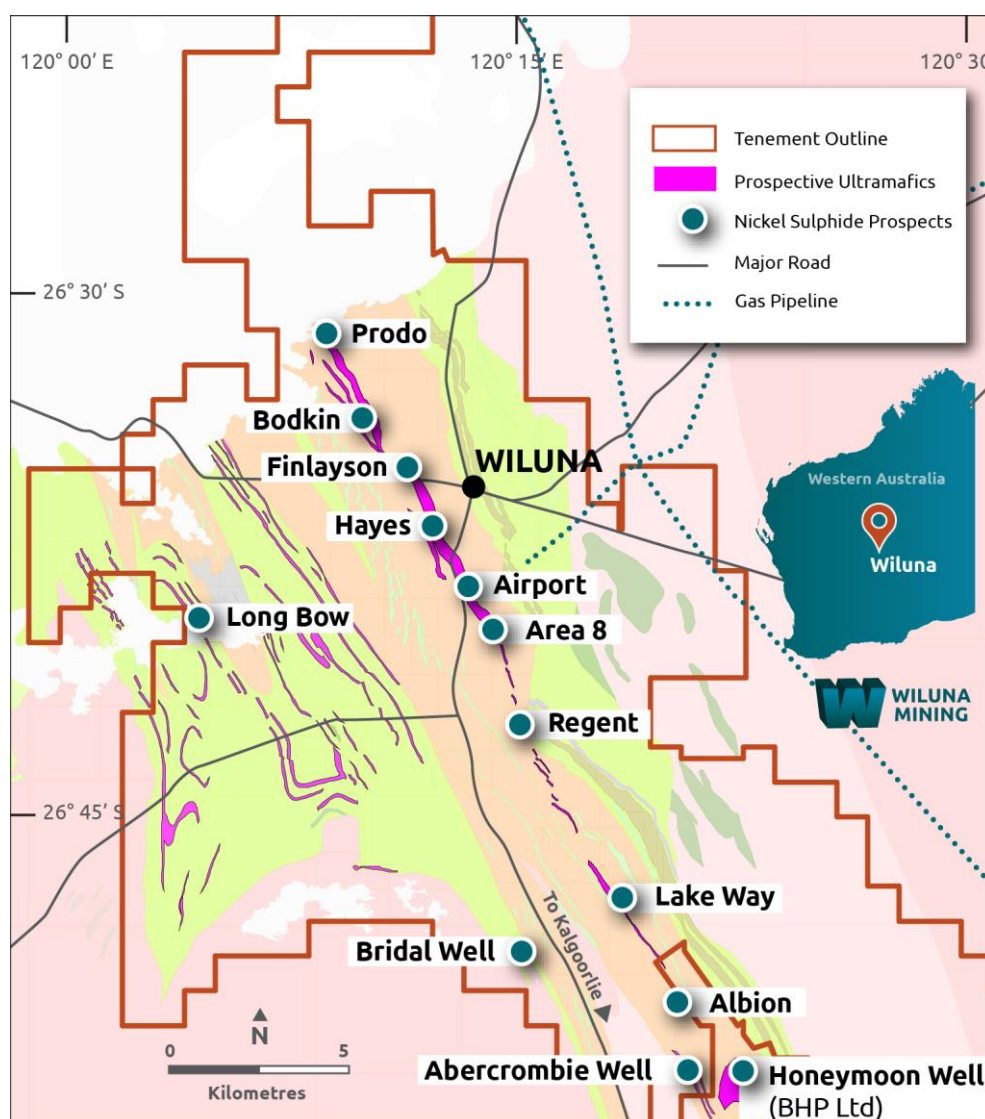 120° 00′ E
120° 15′ E
120° 30
Tenement Outline
Prospective Ultramafics
Nickel Sulphide Prospects
Major Road
Gas Pipeline
26° 30′ S
Prodo
Bodkin
Finlayson
WILUNA
Western Australia
Wiluna
Hayes
Airport
Long Bow
Area 8
WILUNA
MINING
Regent
26° 45′ S
Lake Way
To Kalgoorlie
Bridal Well
Albion
N
0 5
Kilometres
Abercrombie Well
Honeymoon Well
(BHP Ltd)